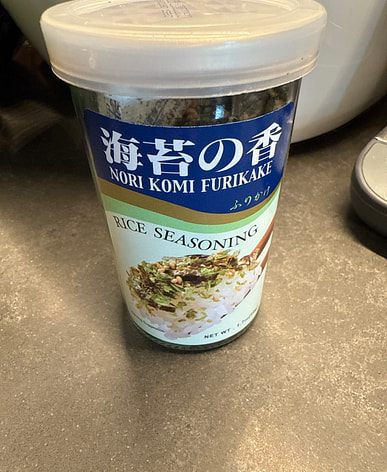 海苔の香
NORI KOMI FURIKAKE
ふりかけ
RICE SEASONING
NET WT.